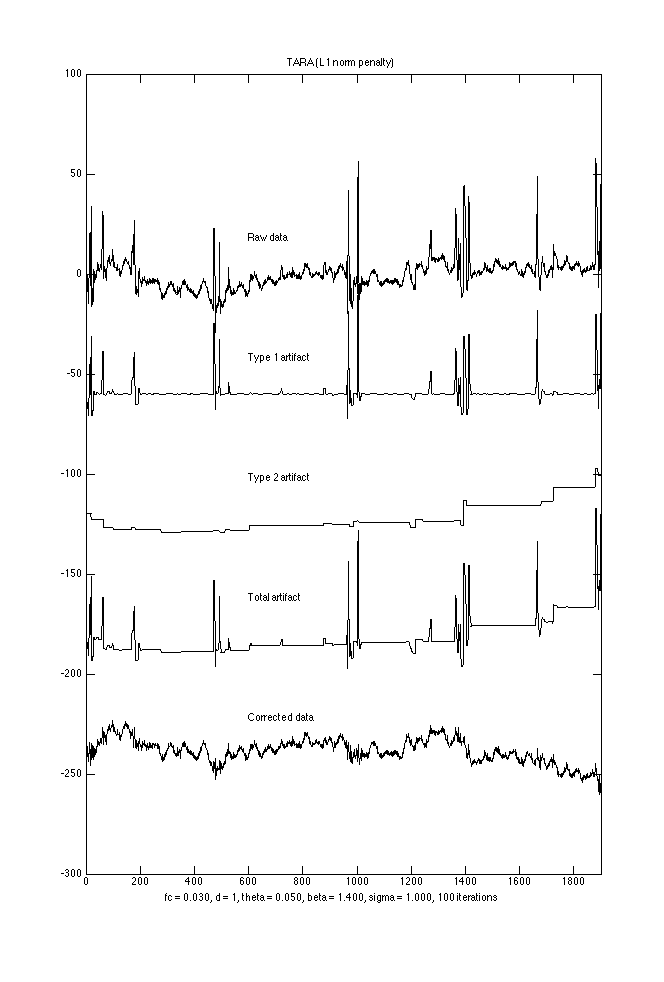 TARA (L1 norm penalty)
100
50
Raw data
0
Type 1 artifact
-50
Type 2 artifact
-100
-150
Total artifact
-200
Corrected data
-250
-300
0 200 400 600 800 1000 1200 1400 1600 1800
fc = 0.030, d = 1, theta = 0.050, beta = 1.400, sigma = 1.000, 100 iterations